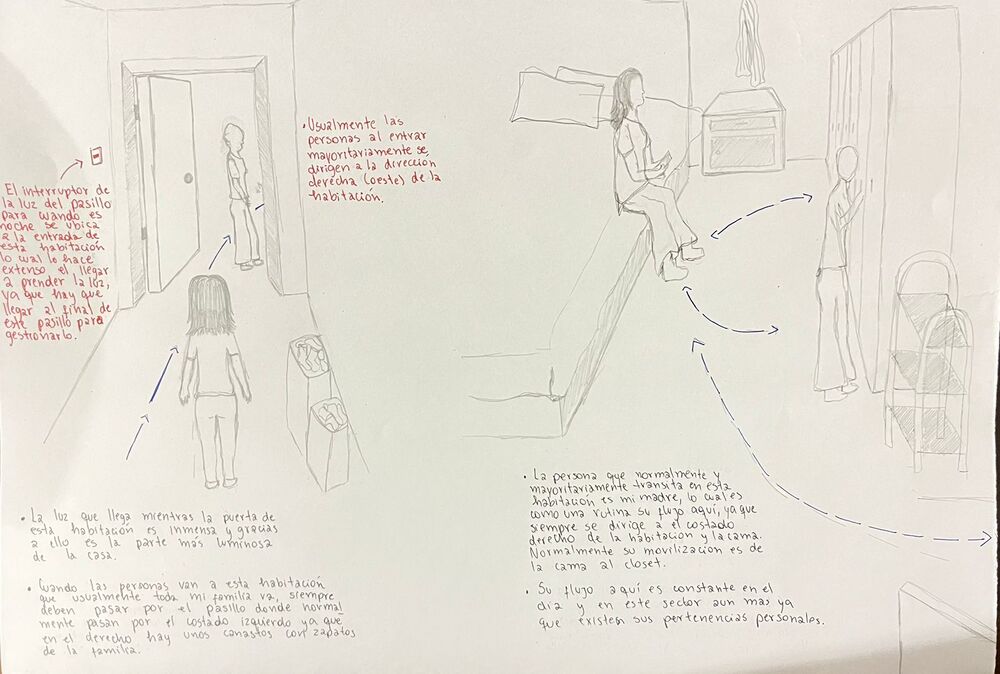 El interruptor de
la luz del pasillo
para cuando es
noche se ubica
a la entrada de
esta habitación
lo cual lo hace
extenso el llegar
a prender la luz,
ya que hay que
llegar al final de
este pasillo para
gestionarlo.
• Usualmente las
personas al entrar
mayoritariamente se
dirigen a la direccion
derecha (oeste) de la
habitación.
• La luz que llega mientras la puerta de
esta habitación es inmensa y gracias
a ello es la parte más luminosa
de la casa.
• Cuando las personas van a esta habitación
que usualmente toda mi familia va, siempre
deben pasar por el pasillo donde normal
mente pasan por el costado izquierdo ya que
en el derecho hay unos canastos con zapatos
de la familia.
• La persona que normalmente y
mayoritariamente transita en esta
habitación es mi madre, lo cual es
como una rutina su flujo aquí, ya que
siempre se dirige a el costado
derecho de la habitación y la cama.
Normalmente su movilización es de
la cama al closet.
• Su flujo aquí es constante en el
día y en este sector aun mas ya
que existen sus pertenencias personales.